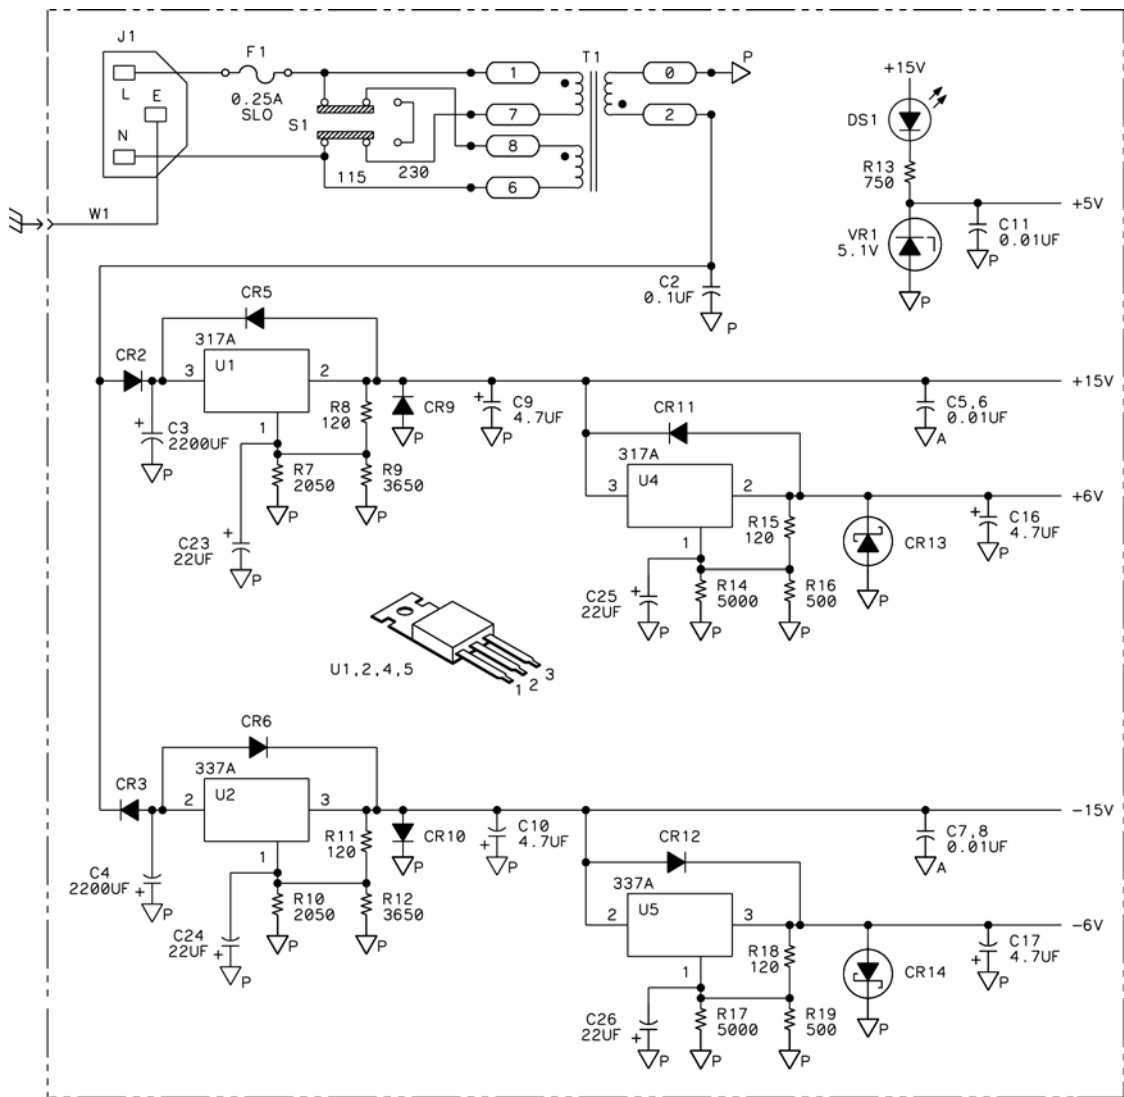 J1
F1
T1
P
L
E
N
0.25A
SLO
S1
115
230
1
7
8
6
0
2
W1
+15V
DS1
R13
750
+5V
VR1
5.1V
C11
0.01UF
P
P
C2
0.1UF
P
CR5
317A
CR2
3
U1
2
1
C3
2200UF
+
P
R8
120
CR9
P
+
C9
4.7UF
P
C5,6
0.01UF
A
+15V
R7
2050
P
R9
3650
P
C23
22UF
+
P
CR11
317A
3
U4
2
1
R15
120
CR13
P
+
C16
4.7UF
P
+6V
C25
22UF
+
P
R14
5000
P
R16
500
P
U1,2,4,5
1
2
3
CR6
337A
CR3
2
U2
3
1
C4
2200UF
+
P
R11
120
CR10
P
C10
4.7UF
+
P
C7,8
0.01UF
A
-15V
R10
2050
P
R12
3650
P
C24
22UF
+
P
CR12
337A
2
U5
3
1
R18
120
CR14
P
C17
4.7UF
+
P
-6V
C26
22UF
+
P
R17
5000
P
R19
500
P